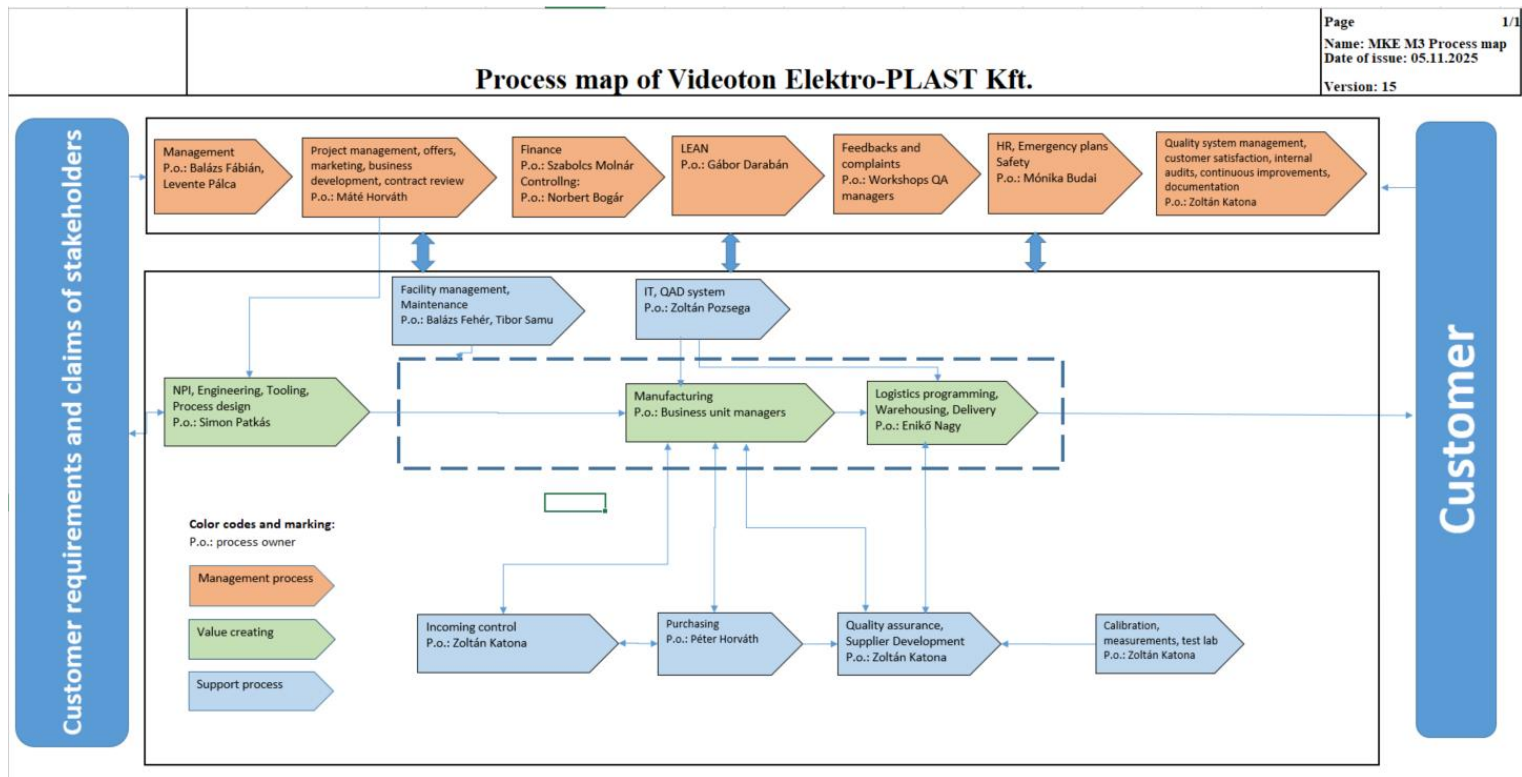 Page 1/1
Name: MKE M3 Process map
Date of issue: 05.11.2025
Version: 15
Process map of Videoton Elektro-PLAST Kft.
Customer requirements and claims of stakeholders
Management
P.o.: Balázs Fábián,
Levente Pálca
Project management, offers,
marketing, business
development, contract review
P.o.: Máté Horváth
Finance
P.o.: Szabolcs Molnár
Controllng:
P.o.: Norbert Bogár
LEAN
P.o.: Gábor Darabán
Feedbacks and
complaints
P.o.: Workshops QA
managers
HR, Emergency plans
Safety
P.o.: Mónika Budai
Quality system management,
customer satisfaction, internal
audits, continuous improvements,
documentation
P.o.: Zoltán Katona
Customer
Facility management,
Maintenance
P.o.: Balázs Fehér, Tibor Samu
IT, QAD system
P.o.: Zoltán Pozsega
NPI, Engineering, Tooling,
Process design
P.o.: Simon Patkás
Manufacturing
P.o.: Business unit managers
Logistics programming,
Warehousing, Delivery
P.o.: Enikő Nagy
Color codes and marking:
P.o.: process owner
Management process
Value creating
Support process
Incoming control
P.o.: Zoltán Katona
Purchasing
P.o.: Péter Horváth
Quality assurance,
Supplier Development
P.o.: Zoltán Katona
Calibration,
measurements, test lab
P.o.: Zoltán Katona